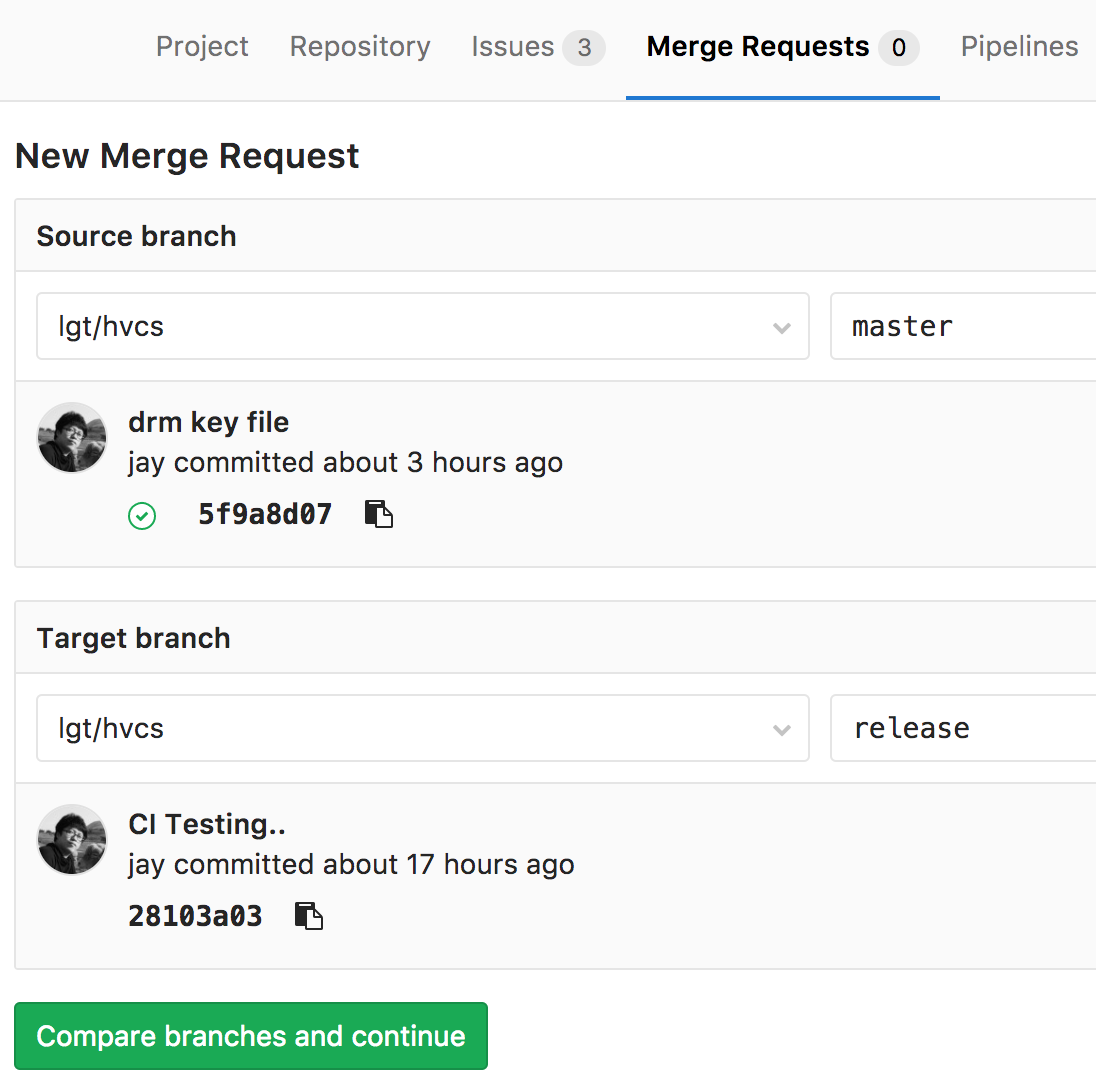 Project Repository Issues 3 Merge Requests 0 Pipelines
New Merge Request
Source branch
lgt/hvcs master
drm key file
jay committed about 3 hours ago
5f9a8d07
Target branch
lgt/hvcs release
CI Testing..
jay committed about 17 hours ago
28103a03
Compare branches and continue